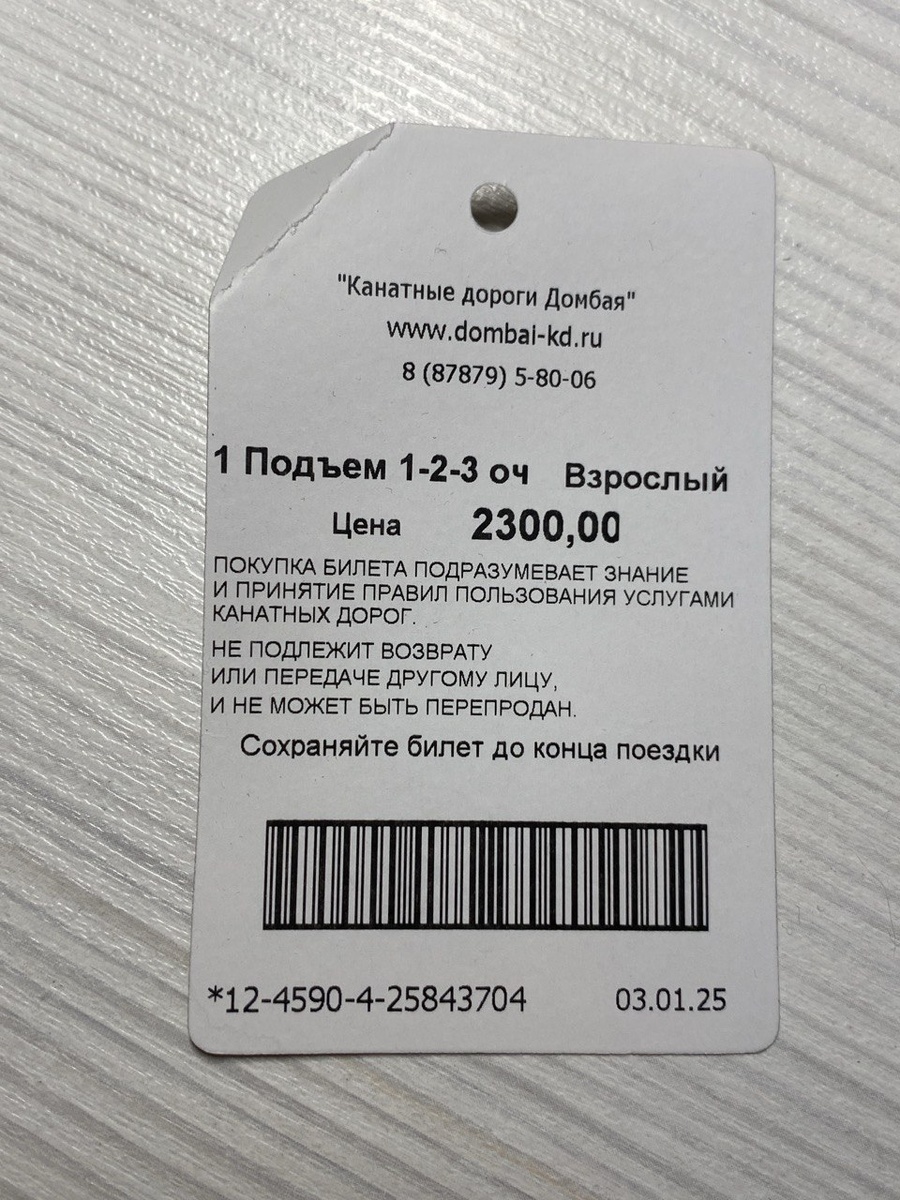 "Канатные дороги Домбая"
www.dombai-kd.ru
8 (87879) 5-80-06
1 Подъем 1-2-3 оч Взрослый
Цена 2300,00
ПОКУПКА БИЛЕТА ПОДРАЗУМЕВАЕТ ЗНАНИЕ
И ПРИНЯТИЕ ПРАВИЛ ПОЛЬЗОВАНИЯ УСЛУГАМИ
КАНАТНЫХ ДОРОГ.
НЕ ПОДЛЕЖИТ ВОЗВРАТУ
ИЛИ ПЕРЕДАЧЕ ДРУГОМУ ЛИЦУ,
И НЕ МОЖЕТ БЫТЬ ПЕРЕПРОДАН.
Сохраняйте билет до конца поездки
*12-4590-4-25843704 03.01.25